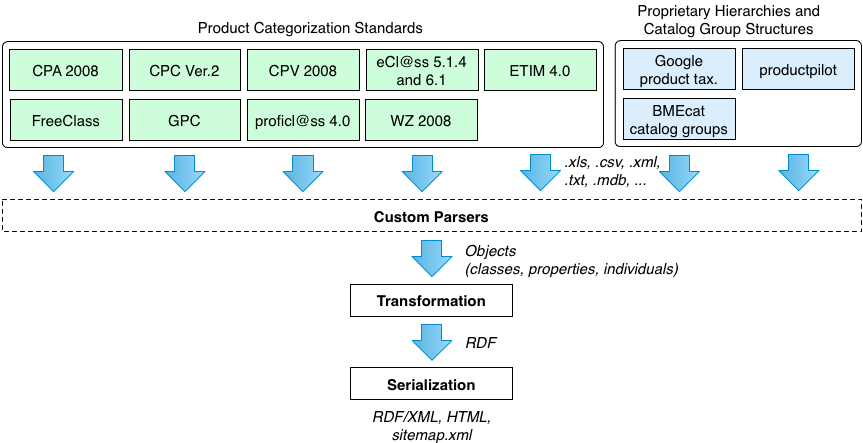 Product Categorization Standards
Proprietary Hierarchies and
Catalog Group Structures
CPA 2008
CPC Ver.2
CPV 2008
eCl@ss 5.1.4
and 6.1
ETIM 4.0
Google
product tax.
productpilot
FreeClass
GPC
proficl@ss 4.0
WZ 2008
BMEcat
catalog groups
.xls, .csv, .xml,
.txt, .mdb, ...
Custom Parsers
Objects
(classes, properties, individuals)
Transformation
RDF
Serialization
RDF/XML, HTML,
sitemap.xml